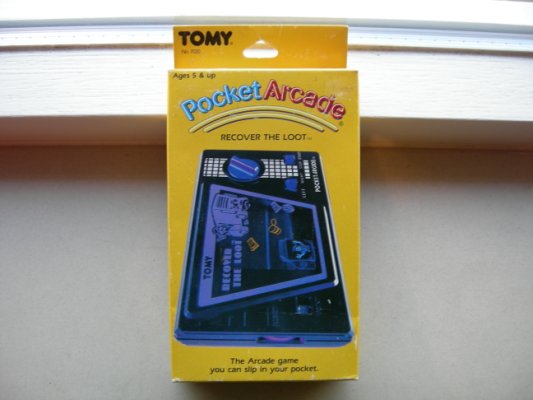 TOMY
Ages 5 & up
Pocket Arcade
RECOVER THE LOOT
POCKET ARCADE
TOMY
RECOVER
THE LOOT
The Arcade game
you can slip in your pocket.